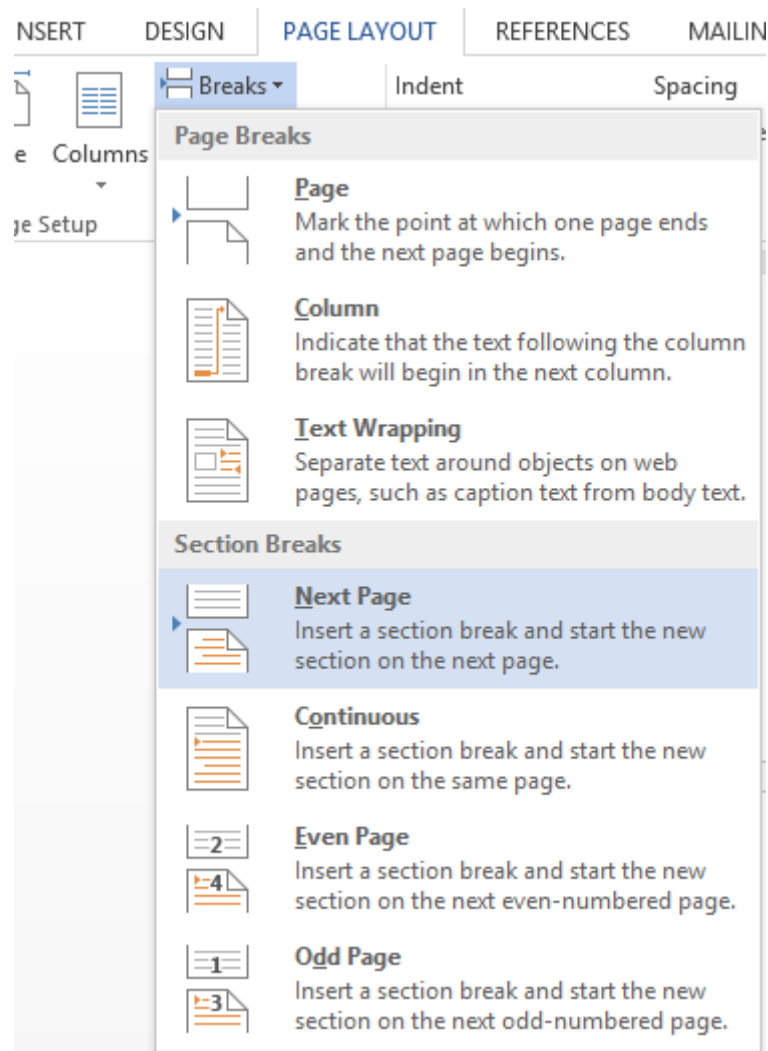 NSERT DESIGN PAGE LAYOUT REFERENCES MAILIN
Breaks Indent Spacing
e Columns
ge Setup
Page Breaks
Page
Mark the point at which one page ends
and the next page begins.
Column
Indicate that the text following the column
break will begin in the next column.
Text Wrapping
Separate text around objects on web
pages, such as caption text from body text.
Section Breaks
Next Page
Insert a section break and start the new
section on the next page.
Continuous
Insert a section break and start the new
section on the same page.
2
4
Even Page
Insert a section break and start the new
section on the next even-numbered page.
1
3
Odd Page
Insert a section break and start the new
section on the next odd-numbered page.